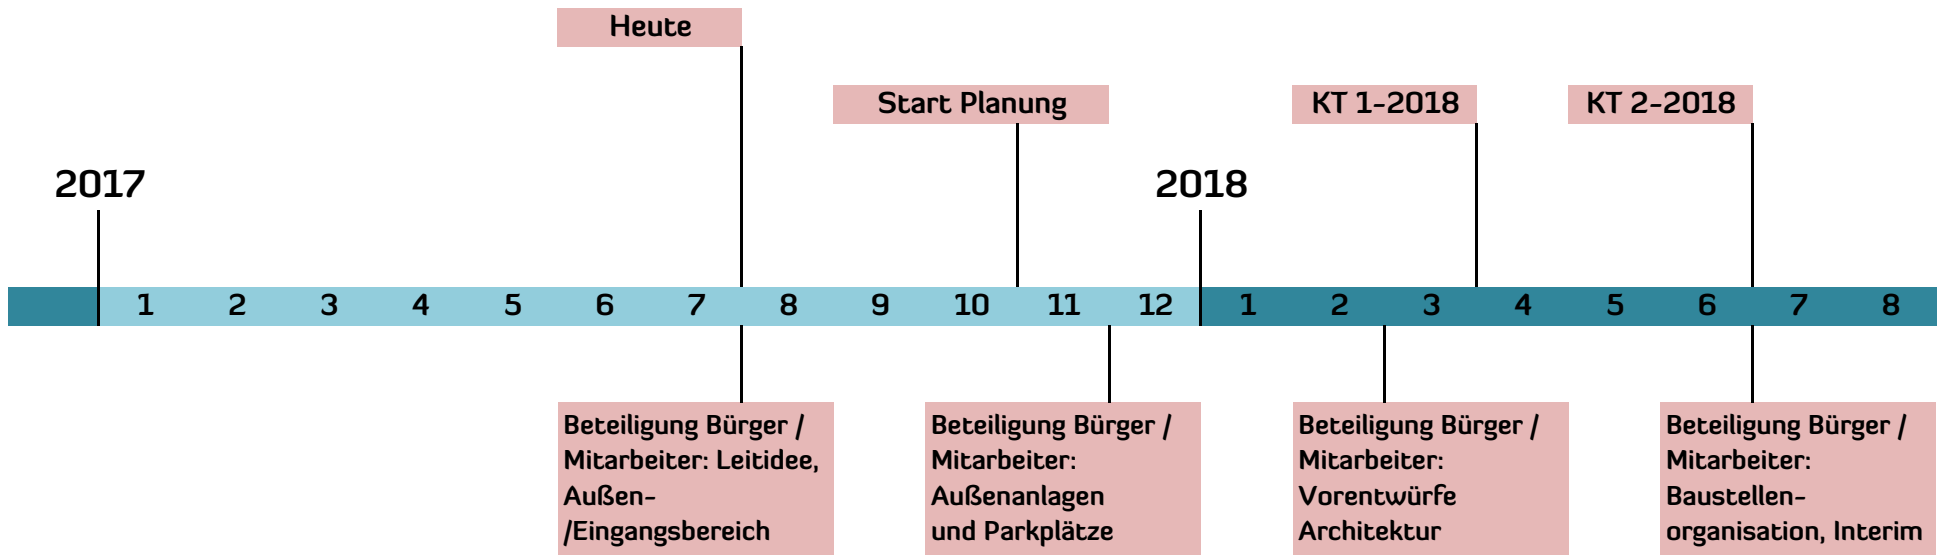 Heute
Start Planung
KT 1-2018
KT 2-2018
2017
2018
1 2 3 4 5 6 7 8 9 10 11 12 1 2 3 4 5 6 7 8
Beteiligung Bürger /
Mitarbeiter: Leitidee,
Außen-
/Eingangsbereich
Beteiligung Bürger /
Mitarbeiter:
Außenanlagen
und Parkplätze
Beteiligung Bürger /
Mitarbeiter:
Vorentwürfe
Architektur
Beteiligung Bürger /
Mitarbeiter:
Baustellen-
organisation, Interim